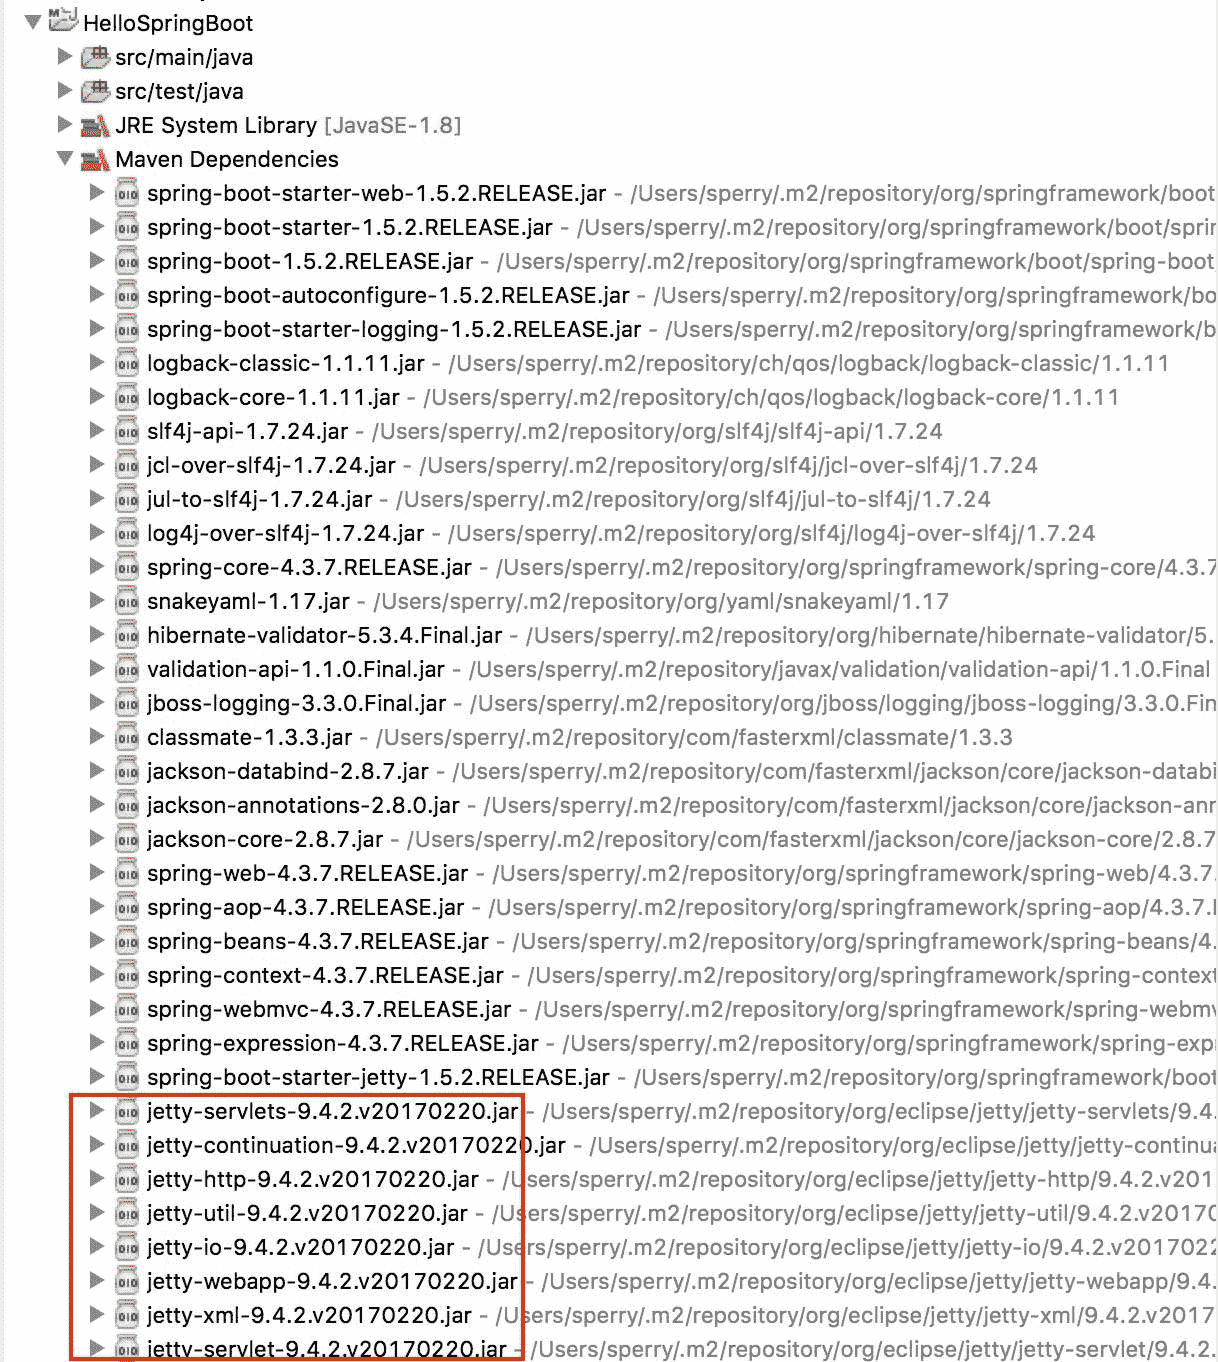 HelloSpringBoot
src/main/java
src/test/java
JRE System Library [JavaSE-1.8]
Maven Dependencies
spring-boot-starter-web-1.5.2.RELEASE.jar - /Users/sperry/.m2/repository/org/springframework/boot
spring-boot-starter-1.5.2.RELEASE.jar - /Users/sperry/.m2/repository/org/springframework/boot/sprin
spring-boot-1.5.2.RELEASE.jar - /Users/sperry/.m2/repository/org/springframework/boot/spring-boot
spring-boot-autoconfigure-1.5.2.RELEASE.jar - /Users/sperry/.m2/repository/org/springframework/bo
spring-boot-starter-logging-1.5.2.RELEASE.jar - /Users/sperry/.m2/repository/org/springframework/b
logback-classic-1.1.11.jar - /Users/sperry/.m2/repository/ch/qos/logback/logback-classic/1.1.11
logback-core-1.1.11.jar - /Users/sperry/.m2/repository/ch/qos/logback/logback-core/1.1.11
slf4j-api-1.7.24.jar - /Users/sperry/.m2/repository/org/slf4j/slf4j-api/1.7.24
jcl-over-slf4j-1.7.24.jar - /Users/sperry/.m2/repository/org/slf4j/jcl-over-slf4j/1.7.24
jul-to-slf4j-1.7.24.jar - /Users/sperry/.m2/repository/org/slf4j/jul-to-slf4j/1.7.24
log4j-over-slf4j-1.7.24.jar - /Users/sperry/.m2/repository/org/slf4j/log4j-over-slf4j/1.7.24
spring-core-4.3.7.RELEASE.jar - /Users/sperry/.m2/repository/org/springframework/spring-core/4.3.7
snakeyaml-1.17.jar - /Users/sperry/.m2/repository/org/yaml/snakeyaml/1.17
hibernate-validator-5.3.4.Final.jar - /Users/sperry/.m2/repository/org/hibernate/hibernate-validator/5.
validation-api-1.1.0.Final.jar - /Users/sperry/.m2/repository/javax/validation/validation-api/1.1.0.Final
jboss-logging-3.3.0.Final.jar - /Users/sperry/.m2/repository/org/jboss/logging/jboss-logging/3.3.0.Fin
classmate-1.3.3.jar - /Users/sperry/.m2/repository/com/fasterxml/classmate/1.3.3
jackson-databind-2.8.7.jar - /Users/sperry/.m2/repository/com/fasterxml/jackson/core/jackson-databi
jackson-annotations-2.8.0.jar - /Users/sperry/.m2/repository/com/fasterxml/jackson/core/jackson-ann
jackson-core-2.8.7.jar - /Users/sperry/.m2/repository/com/fasterxml/jackson/core/jackson-core/2.8.7
spring-web-4.3.7.RELEASE.jar - /Users/sperry/.m2/repository/org/springframework/spring-web/4.3.7.
spring-aop-4.3.7.RELEASE.jar - /Users/sperry/.m2/repository/org/springframework/spring-aop/4.3.7.
spring-beans-4.3.7.RELEASE.jar - /Users/sperry/.m2/repository/org/springframework/spring-beans/4.
spring-context-4.3.7.RELEASE.jar - /Users/sperry/.m2/repository/org/springframework/spring-context
spring-webmvc-4.3.7.RELEASE.jar - /Users/sperry/.m2/repository/org/springframework/spring-webmv
spring-expression-4.3.7.RELEASE.jar - /Users/sperry/.m2/repository/org/springframework/spring-exp
spring-boot-starter-jetty-1.5.2.RELEASE.jar - /Users/sperry/.m2/repository/org/springframework/boot
jetty-servlets-9.4.2.v20170220.jar - /Users/sperry/.m2/repository/org/eclipse/jetty/jetty-servlets/9.4.
jetty-continuation-9.4.2.v20170220.jar - /Users/sperry/.m2/repository/org/eclipse/jetty/jetty-continua
jetty-http-9.4.2.v20170220.jar - /Users/sperry/.m2/repository/org/eclipse/jetty/jetty-http/9.4.2.v201
jetty-util-9.4.2.v20170220.jar - /Users/sperry/.m2/repository/org/eclipse/jetty/jetty-util/9.4.2.v2017
jetty-io-9.4.2.v20170220.jar - /Users/sperry/.m2/repository/org/eclipse/jetty/jetty-io/9.4.2.v2017022
jetty-webapp-9.4.2.v20170220.jar - /Users/sperry/.m2/repository/org/eclipse/jetty/jetty-webapp/9.4.
jetty-xml-9.4.2.v20170220.jar - /Users/sperry/.m2/repository/org/eclipse/jetty/jetty-xml/9.4.2.v2017
jetty-servlet-9.4.2.v20170220.jar - /Users/sperry/.m2/repository/org/eclipse/jetty/jetty-servlet/9.4.2.